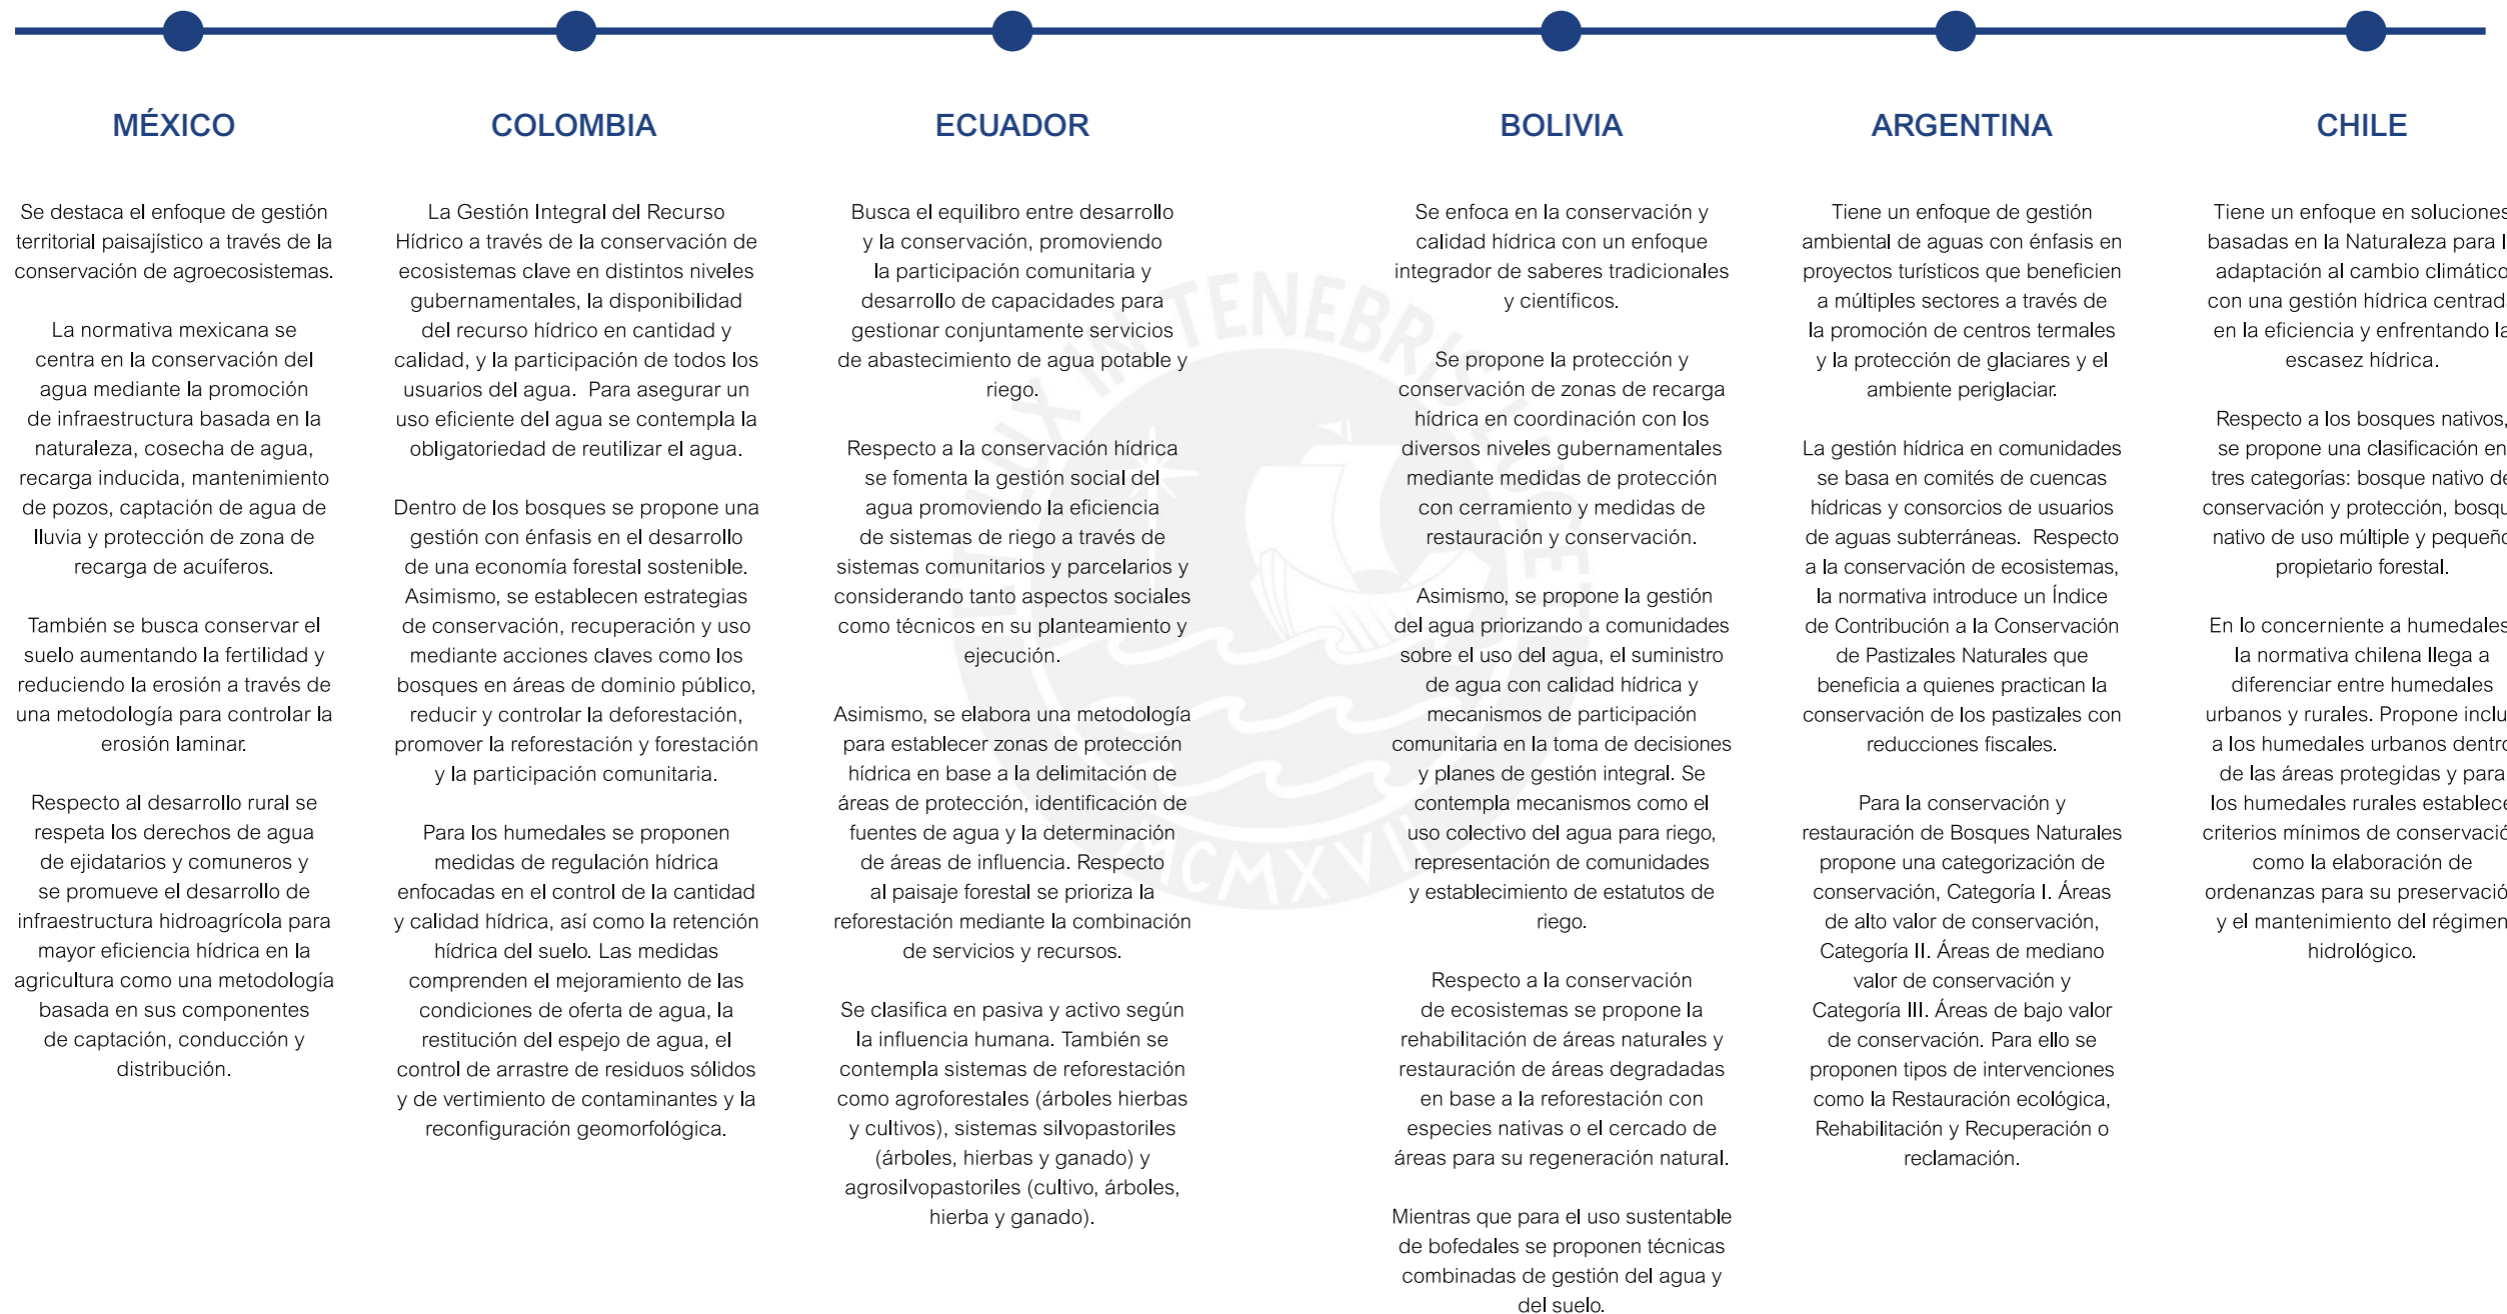 MÉXICO
Se destaca el enfoque de gestión
territorial paisajístico a través de la
conservación de agroecosistemas.
La normativa mexicana se
centra en la conservación del
agua mediante la promoción
de infraestructura basada en la
naturaleza, cosecha de agua,
recarga inducida, mantenimiento
de pozos, captación de agua de
lluvia y protección de zona de
recarga de acuíferos.
También se busca conservar el
suelo aumentando la fertilidad y
reduciendo la erosión a través de
una metodología para controlar la
erosión laminar.
Respecto al desarrollo rural se
respeta los derechos de agua
de ejidatarios y comuneros y
se promueve el desarrollo de
infraestructura hidroagrícola para
mayor eficiencia hídrica en la
agricultura como una metodología
basada en sus componentes
de captación, conducción y
distribución.
COLOMBIA
La Gestión Integral del Recurso
Hídrico a través de la conservación de
ecosistemas clave en distintos niveles
gubernamentales, la disponibilidad
del recurso hídrico en cantidad y
calidad, y la participación de todos los
usuarios del agua. Para asegurar un
uso eficiente del agua se contempla la
obligatoriedad de reutilizar el agua.
Dentro de los bosques se propone una
gestión con énfasis en el desarrollo
de una economía forestal sostenible.
Asimismo, se establecen estrategias
de conservación, recuperación y uso
mediante acciones claves como los
bosques en áreas de dominio público,
reducir y controlar la deforestación,
promover la reforestación y forestación
y la participación comunitaria.
Para los humedales se proponen
medidas de regulación hídrica
enfocadas en el control de la cantidad
y calidad hídrica, así como la retención
hídrica del suelo. Las medidas
comprenden el mejoramiento de las
condiciones de oferta de agua, la
restitución del espejo de agua, el
control de arrastre de residuos sólidos
y de vertimiento de contaminantes y la
reconfiguración geomorfológica.
ECUADOR
Busca el equilibro entre desarrollo
y la conservación, promoviendo
la participación comunitaria y
desarrollo de capacidades para
gestionar conjuntamente servicios
de abastecimiento de agua potable y
riego.
Respecto a la conservación hídrica
se fomenta la gestión social del
agua promoviendo la eficiencia
de sistemas de riego a través de
sistemas comunitarios y parcelarios y
considerando tanto aspectos sociales
como técnicos en su planteamiento y
ejecución.
Asimismo, se elabora una metodología
para establecer zonas de protección
hídrica en base a la delimitación de
áreas de protección, identificación de
fuentes de agua y la determinación
de áreas de influencia. Respecto
al paisaje forestal se prioriza la
reforestación mediante la combinación
de servicios y recursos.
Se clasifica en pasiva y activo según
la influencia humana. También se
contempla sistemas de reforestación
como agroforestales (árboles hierbas
y cultivos), sistemas silvopastoriles
(árboles, hierbas y ganado) y
agrosilvopastoriles (cultivo, árboles,
hierba y ganado).
BOLIVIA
Se enfoca en la conservación y
calidad hídrica con un enfoque
integrador de saberes tradicionales
y científicos.
Se propone la protección y
conservación de zonas de recarga
hídrica en coordinación con los
diversos niveles gubernamentales
mediante medidas de protección
con cerramiento y medidas de
restauración y conservación.
Asimismo, se propone la gestión
del agua priorizando a comunidades
sobre el uso del agua, el suministro
de agua con calidad hídrica y
mecanismos de participación
comunitaria en la toma de decisiones
y planes de gestión integral. Se
contempla mecanismos como el
uso colectivo del agua para riego,
representación de comunidades
y establecimiento de estatutos de
riego.
Respecto a la conservación
de ecosistemas se propone la
rehabilitación de áreas naturales y
restauración de áreas degradadas
en base a la reforestación con
especies nativas o el cercado de
áreas para su regeneración natural.
Mientras que para el uso sustentable
de bofedales se proponen técnicas
combinadas de gestión del agua y
del suelo.
ARGENTINA
Tiene un enfoque de gestión
ambiental de aguas con énfasis en
proyectos turísticos que beneficien
a múltiples sectores a través de
la promoción de centros termales
y la protección de glaciares y el
ambiente periglaciar.
La gestión hídrica en comunidades
se basa en comités de cuencas
hídricas y consorcios de usuarios
de aguas subterráneas. Respecto
a la conservación de ecosistemas,
la normativa introduce un Índice
de Contribución a la Conservación
de Pastizales Naturales que
beneficia a quienes practican la
conservación de los pastizales con
reducciones fiscales.
Para la conservación y
restauración de Bosques Naturales
propone una categorización de
conservación, Categoría I. Áreas
de alto valor de conservación,
Categoría II. Áreas de mediano
valor de conservación y
Categoría III. Áreas de bajo valor
de conservación. Para ello se
proponen tipos de intervenciones
como la Restauración ecológica,
Rehabilitación y Recuperación o
reclamación.
CHILE
Tiene un enfoque en soluciones
basadas en la Naturaleza para
adaptación al cambio climático
con una gestión hídrica
en la eficiencia y enfrentando la
escasez hídrica.
Respecto a los bosques nativos,
se propone una clasificación en
tres categorías: bosque nativo de
conservación y protección,
nativo de uso múltiple y pequeño
propietario forestal.
En lo concerniente a humedales
la normativa chilena llega a
diferenciar entre humedales
urbanos y rurales. Propone
a los humedales urbanos dentro
de las áreas protegidas y para
los humedales rurales establece
criterios mínimos de
como la elaboración de
ordenanzas para su
y el mantenimiento del régimen
hidrológico.
ET LUX IN TENEBRIS LUCET
MCMXVII